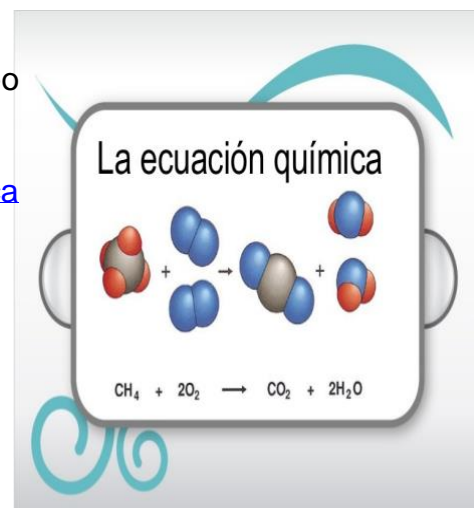 o
a
La ecuación química
+ → +
CH₄ + 2O₂ → CO₂ + 2H₂O